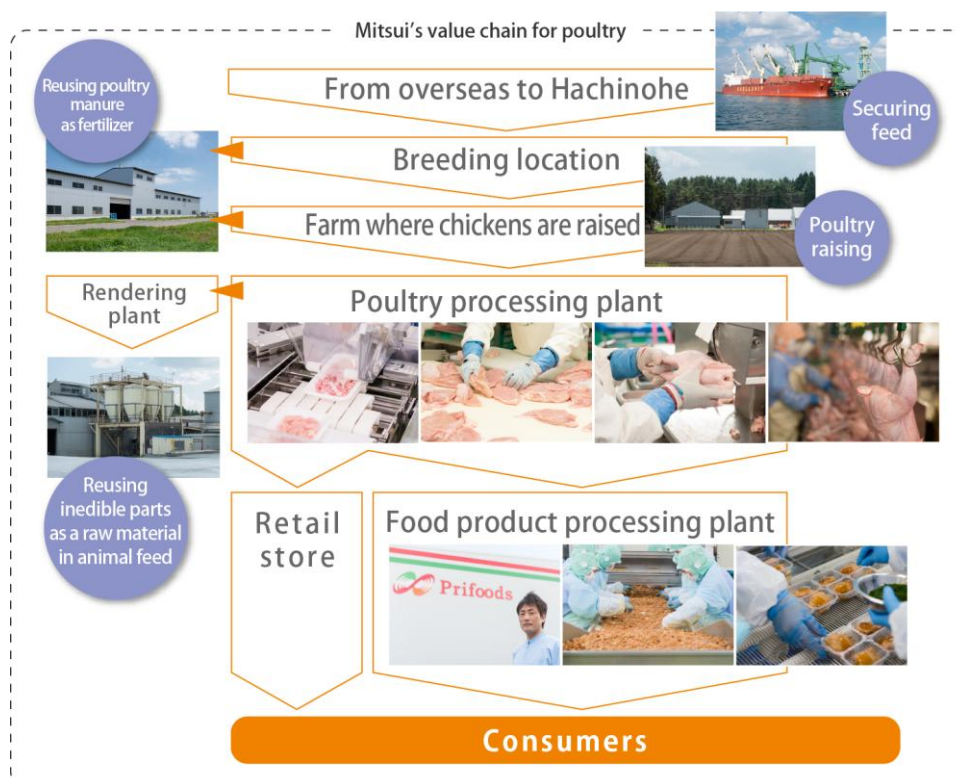 Mitsui's value chain for poultry
Reusing poultry
manure
as fertilizer
From overseas to Hachinohe
Securing
feed
Breeding location
Farm where chickens are raised
Poultry
raising
Rendering
plant
Poultry processing plant
Reusing
inedible parts
as a raw material
in animal feed
Retail
store
Food product processing plant
Prifoods
Consumers